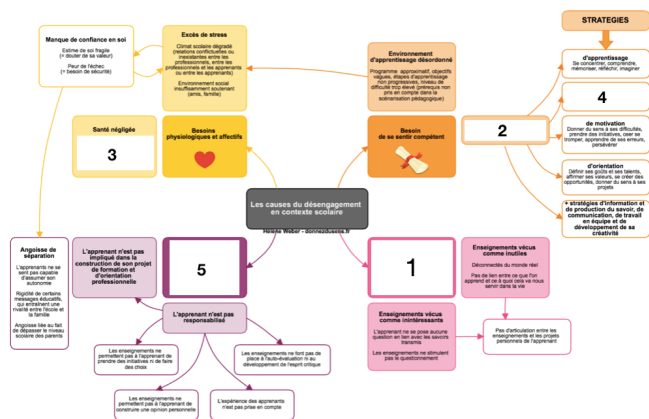 STRATEGIES
Manque de confiance en soi
Estime de soi fragile
(= douter de sa valeur)
Peur de l'échec
(= besoin de sécurité)
Excès de stress
Climat scolaire dégradé
(relations conflictuelles ou
inexistantes entre les
professionnels, entre les
professionnels et les apprenants
ou entre les apprenants)
Environnement social
insuffisamment soutenant
(amis, famille)
Environnement
d'apprentissage désordonné
Programme approximatif, objectifs
vagues, étapes d'apprentissage
non progressives, niveau de
difficulté trop élevé (prérequis non
pris en compte dans la
scénarisation pédagogique)
d'apprentissage
Se concentrer, comprendre,
mémoriser, réfléchir, imaginer
4
de motivation
Donner du sens à ses difficultés,
prendre des initiatives, oser se
tromper, apprendre de ses erreurs,
persévérer
d'orientation
Définir ses goûts et ses talents,
affirmer ses valeurs, se créer des
opportunités, donner du sens à ses
projets
+ stratégies d'information et
de production du savoir, de
communication, de travail
en équipe et de
développement de sa
créativité
Santé négligée
3
Besoins
physiologiques et affectifs
Besoin
de se sentir compétent
2
Les causes du désengagement
en contexte scolaire
Hélène Weber - donnezdusens.fr
Angoisse de
séparation
L'apprenants ne se
sent pas capable
d'assumer son
autonomie
Rigidité de certains
messages éducatifs,
qui entraînent une
rivalité entre l'école et
la famille
Angoisse liée au fait
de dépasser le niveau
scolaire des parents
L'apprenant n'est pas
impliqué dans la
construction de son projet
de formation et
d'orientation
professionnelle
5
1
Enseignements vécus
comme inutiles
Déconnectés du monde réel
Pas de lien entre ce que l'on
apprend et ce à quoi cela va nous
servir dans la vie
L'apprenant n'est pas
responsabilisé
Enseignements vécus
comme inintéressants
L'apprenant ne se pose aucune
question en lien avec les savoirs
transmis
Les enseignements ne stimulent
pas le questionnement
Pas d'articulation entre les
enseignements et les projets
personnels de l'apprenant
Les enseignements ne
permettent pas à l'apprenant de
prendre des initiatives ni de faire
des choix
Les enseignements ne font pas de
place à l'auto-évaluation ni au
développement de l'esprit critique
Les enseignements ne
permettent pas à l'apprenant de
construire une opinion personnelle
L'expérience des apprenants
n'est pas prise en compte